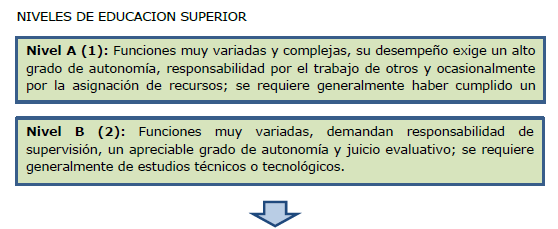 NIVELES DE EDUCACION SUPERIOR
Nivel A (1): Funciones muy variadas y complejas, su desempeño exige un alto
grado de autonomía, responsabilidad por el trabajo de otros y ocasionalmente
por la asignación de recursos; se requiere generalmente haber cumplido un
Nivel B (2): Funciones muy variadas, demandan responsabilidad de
supervisión, un apreciable grado de autonomía y juicio evaluativo; se requiere
generalmente de estudios técnicos o tecnológicos.